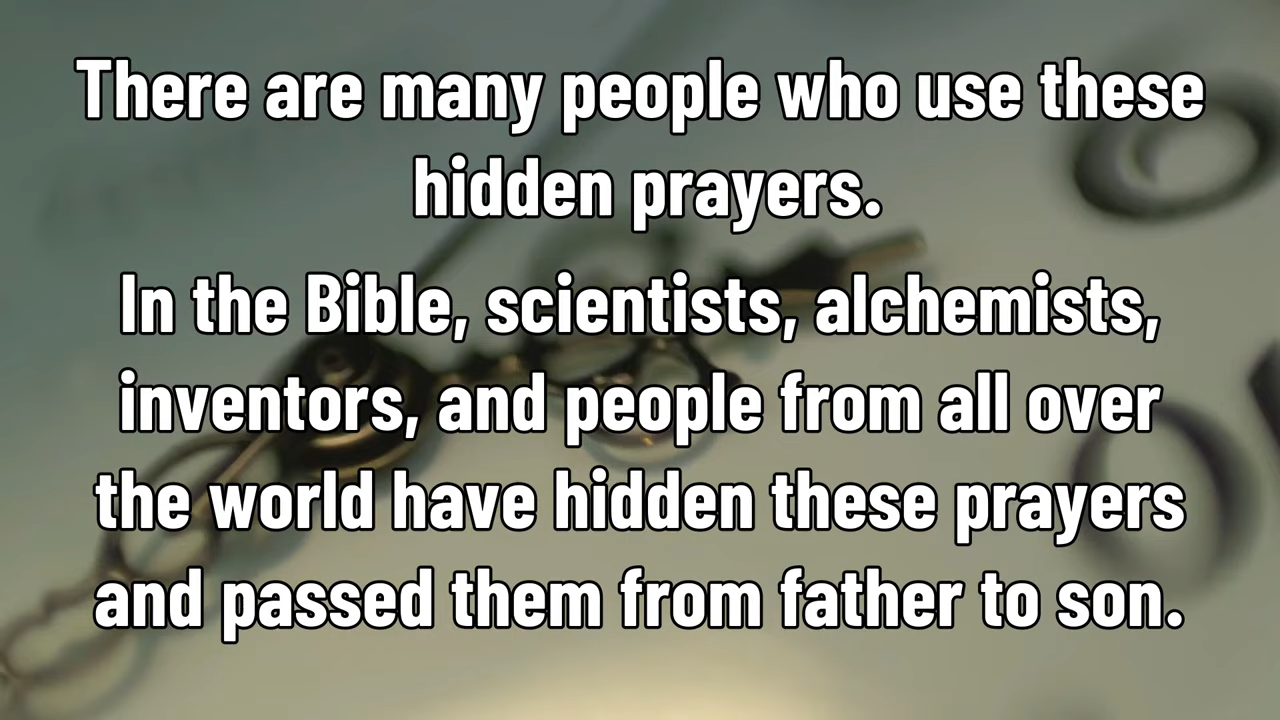 There are many people who use these
hidden prayers.
In the Bible, scientists, alchemists,
inventors, and people from all over
the world have hidden these prayers
and passed them from father to son.